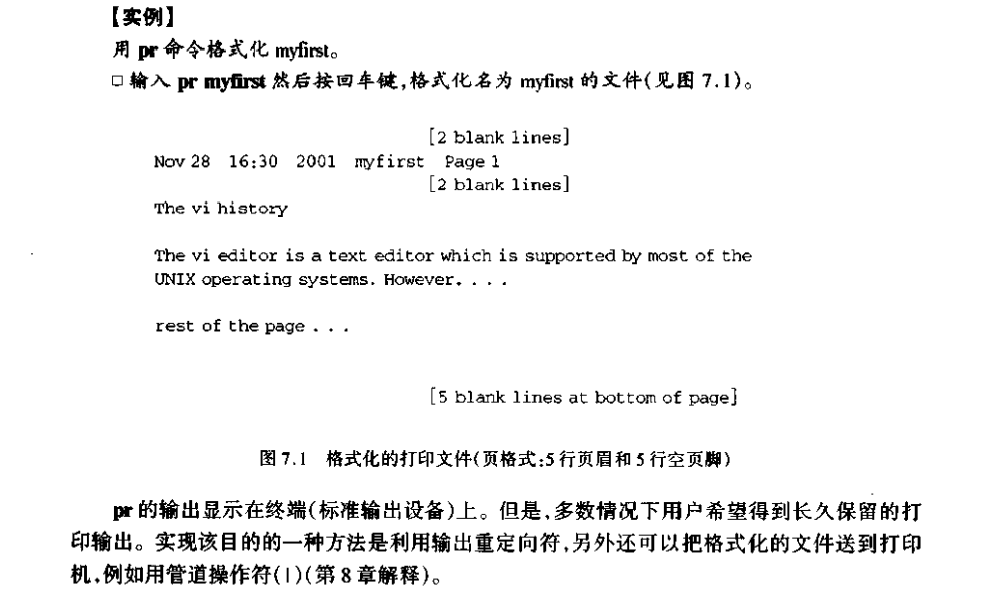 【实例】
用 pr 命令格式化 myfirst。
□ 输入 pr myfirst 然后按回车键,格式化名为 myfirst 的文件(见图 7.1)。
[2 blank lines]
Nov 28 16:30 2001 myfirst Page 1
[2 blank lines]
The vi history
The vi editor is a text editor which is supported by most of the
UNIX operating systems. However. . . .
rest of the page . . .
[5 blank lines at bottom of page]
图 7.1 格式化的打印文件(页格式:5 行页眉和 5 行空页脚)
pr 的输出显示在终端(标准输出设备)上。但是,多数情况下用户希望得到长久保留的打
印输出。实现该目的的一种方法是利用输出重定向符,另外还可以把格式化的文件送到打印
机,例如用管道操作符(|)(第 8 章解释)。